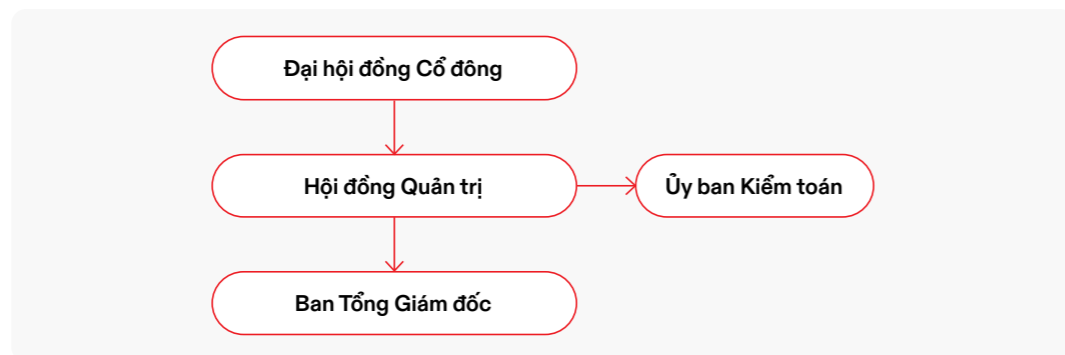 Đại hội đồng Cổ đông
Hội đồng Quản trị
Ủy ban Kiểm toán
Ban Tổng Giám đốc